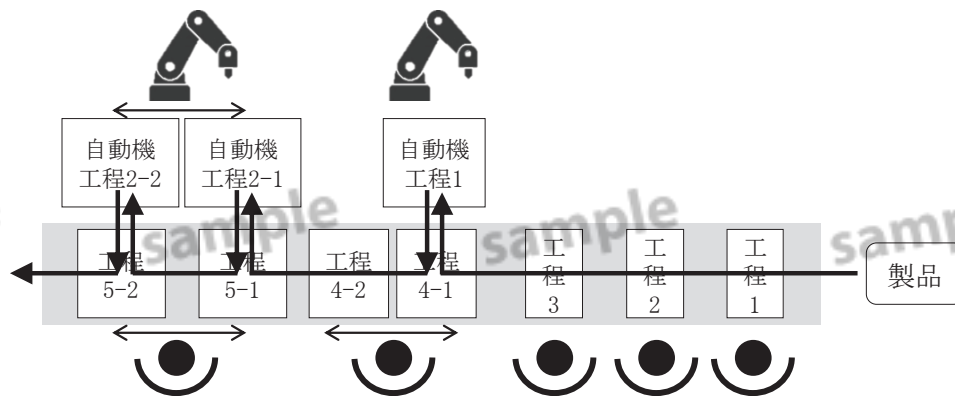 自動機
工程2-2
自動機
工程2-1
自動機
工程1
sample
sample
samp
工程
5-2
工程
5-1
工程
4-2
工程
4-1
工
程
3
工
程
2
工
程
1
製品